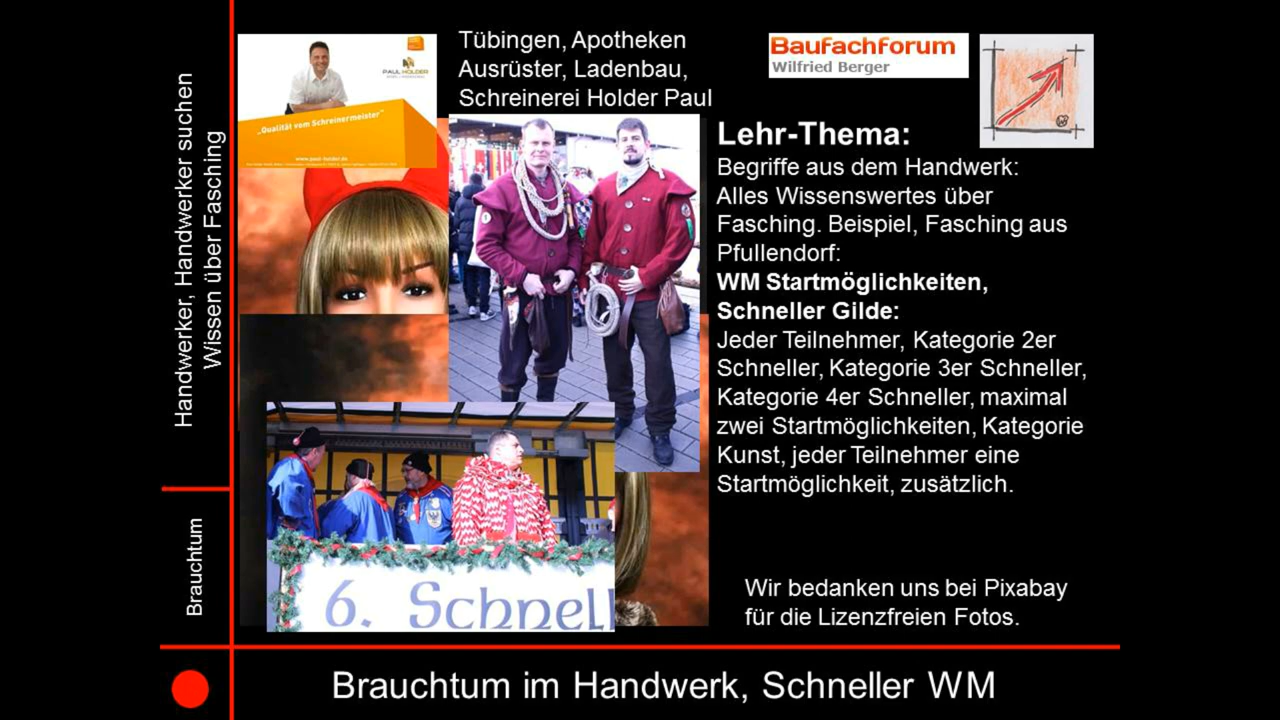 Handwerker, Handwerker suchen
Wissen über Fasching
Brauchtum
PAUL HOLDER
„Qualität vom Schreinermeister“
www.paul-holder.de
Tübingen, Apotheken
Ausrüster, Ladenbau,
Schreinerei Holder Paul
Baufachforum
Wilfried Berger
Lehr-Thema:
Begriffe aus dem Handwerk:
Alles Wissenswertes über
Fasching. Beispiel, Fasching aus
Pfullendorf:
WM Startmöglichkeiten,
Schneller Gilde:
Jeder Teilnehmer, Kategorie 2er
Schneller, Kategorie 3er Schneller,
Kategorie 4er Schneller, maximal
zwei Startmöglichkeiten, Kategorie
Kunst, jeder Teilnehmer eine
Startmöglichkeit, zusätzlich.
6. Schnell
Wir bedanken uns bei Pixabay
für die Lizenzfreien Fotos.
Brauchtum im Handwerk, Schneller WM